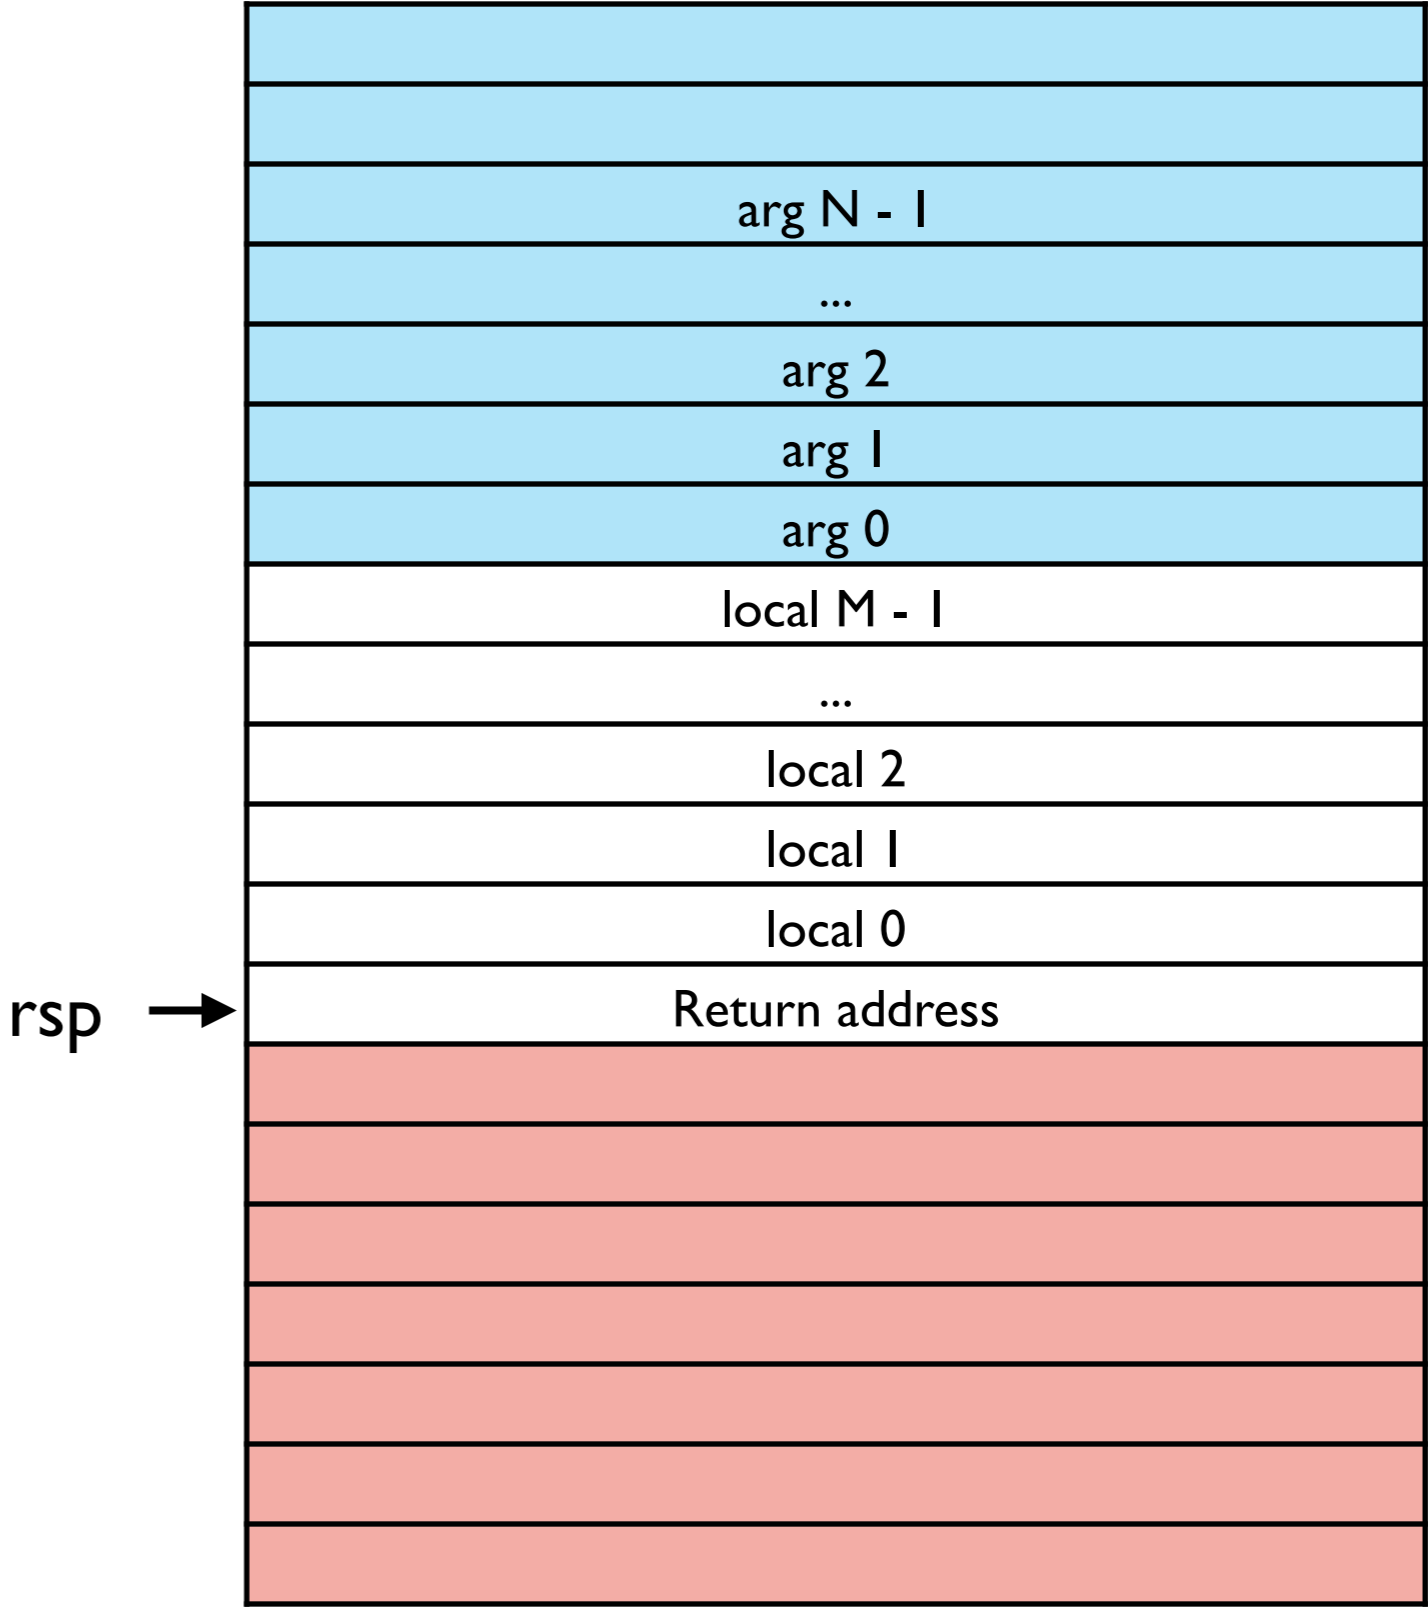 arg N - 1
...
arg 2
arg 1
arg 0
local M - 1
...
local 2
local 1
local 0
rsp
Return address